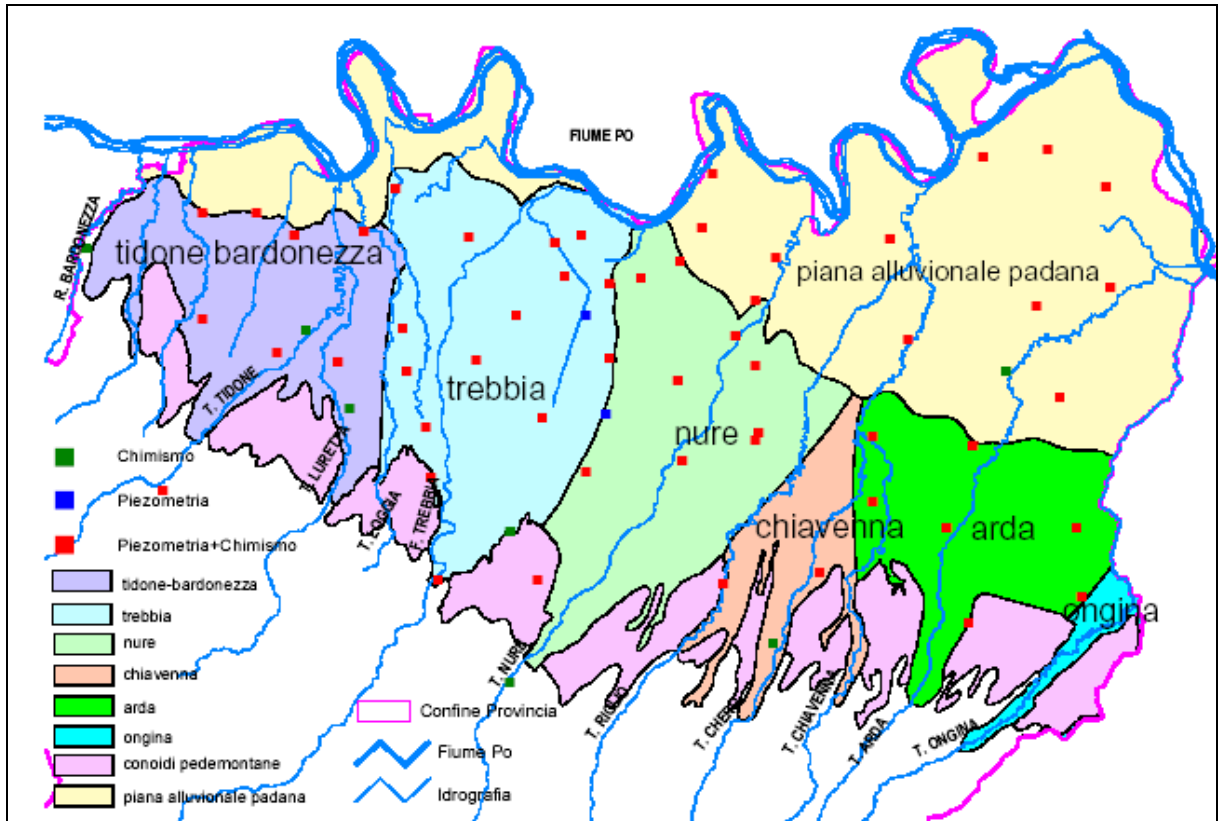 FIUME PO
R. BARDONEZZA
tidone bardonezza
piana alluvionale padana
trebbia
nure
T. TIDONE
T. LURETTA
T. LOGGIA
F. TREBBIA
chiavenna
arda
ongina
T. NURE
T. RIGLIO
T. CHERO
T. CHIAVENNA
T. ARDA
T. ONGINA
Chimismo
Piezometria
Piezometria+Chimismo
tidone-bardonezza
trebbia
nure
chiavenna
arda
ongina
conoidi pedemontane
piana alluvionale padana
Confine Provincia
Fiume Po
Idrografia